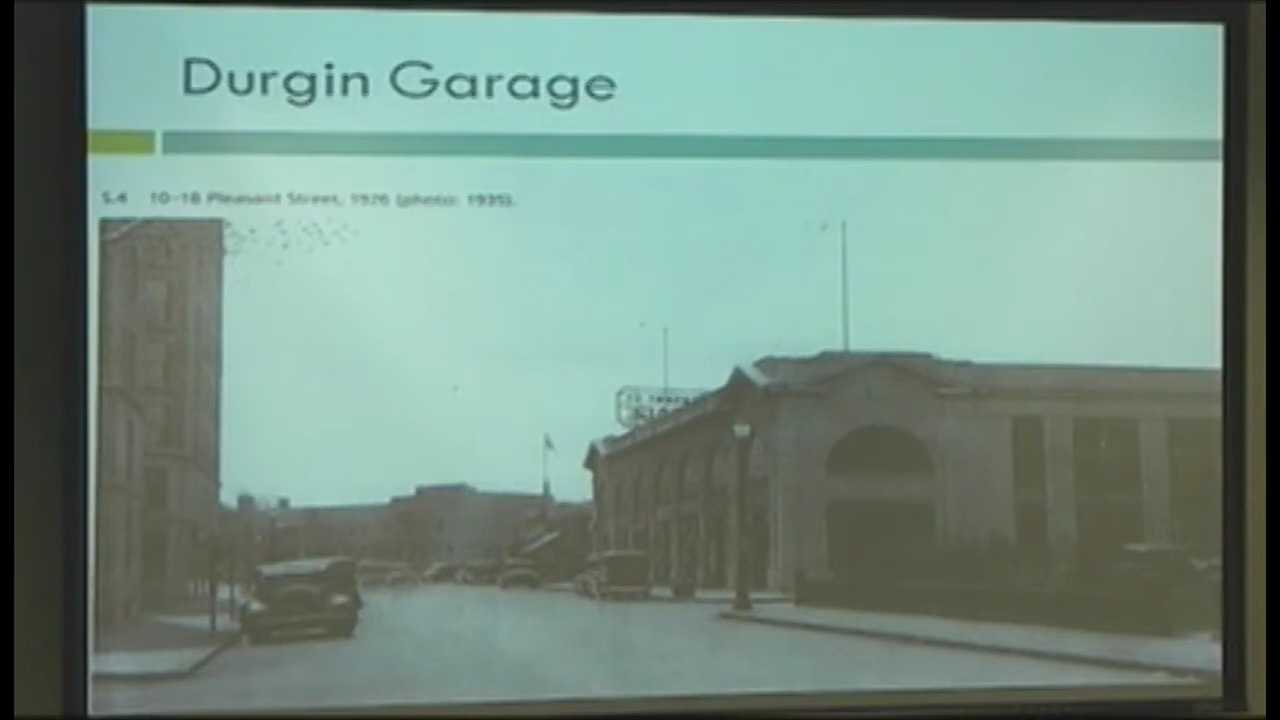 Durgin Garage
5.4 10-18 Pleasant Street, 1926 (photo: 1935).